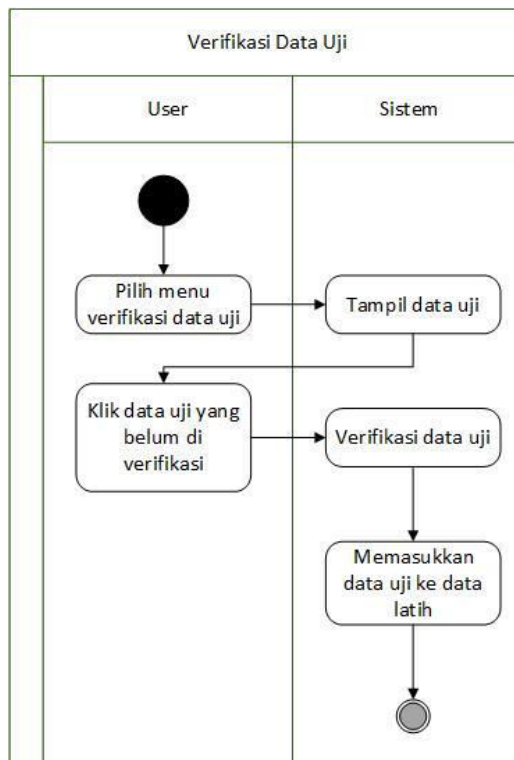 Verifikasi Data Uji
User
Sistem
Pilih menu
verifikasi data uji
Tampil data uji
Klik data uji yang
belum di
verifikasi
Verifikasi data uji
Memasukkan
data uji ke data
latih